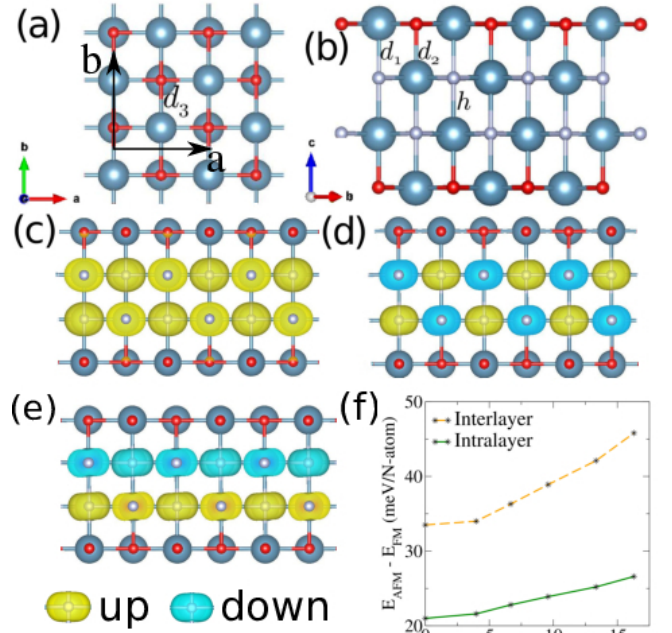 (a)
b
d₃
a
b
a
(b)
d₁ d₂
h
c
b
(c)
(d)
(e)
up down
(f)
50
40
30
20
E_AFM - E_FM (meV/N-atom)
Interlayer
Intralayer
0 5 10 15